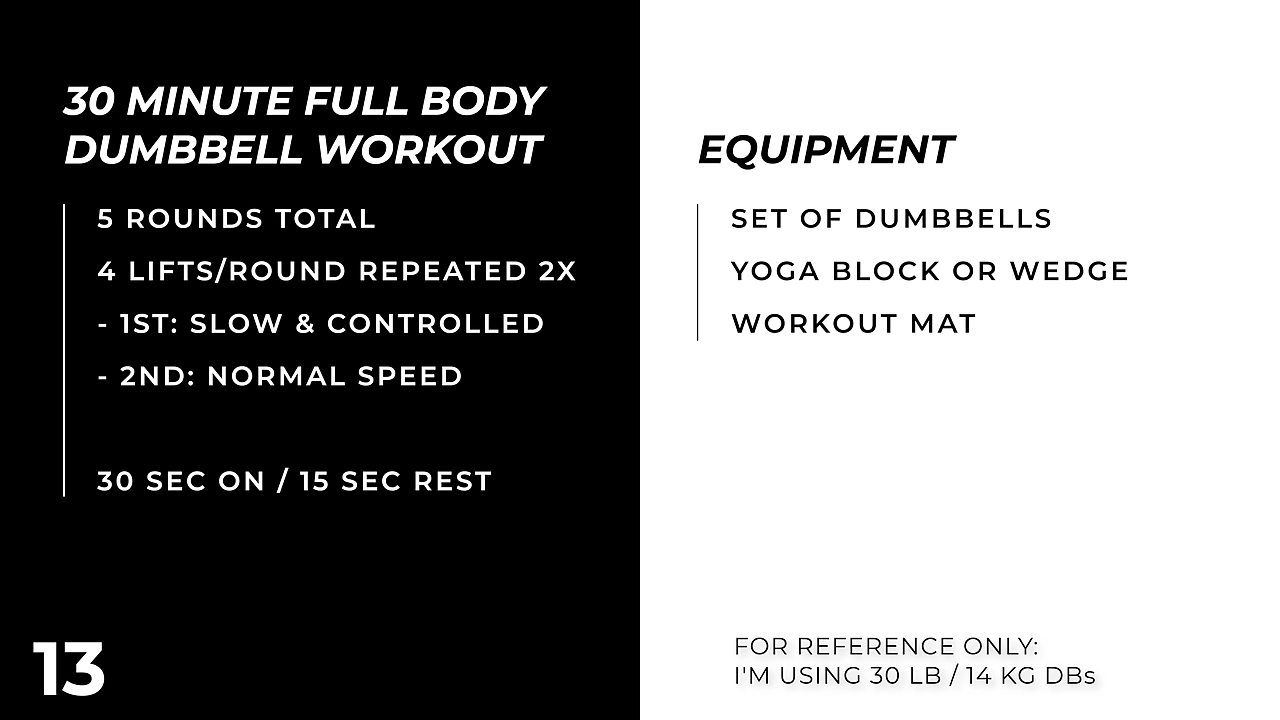 30 MINUTE FULL BODY
DUMBBELL WORKOUT
5 ROUNDS TOTAL
4 LIFTS/ROUND REPEATED 2X
- 1ST: SLOW & CONTROLLED
- 2ND: NORMAL SPEED
30 SEC ON / 15 SEC REST
13
EQUIPMENT
SET OF DUMBBELLS
YOGA BLOCK OR WEDGE
WORKOUT MAT
FOR REFERENCE ONLY:
I'M USING 30 LB / 14 KG DBs